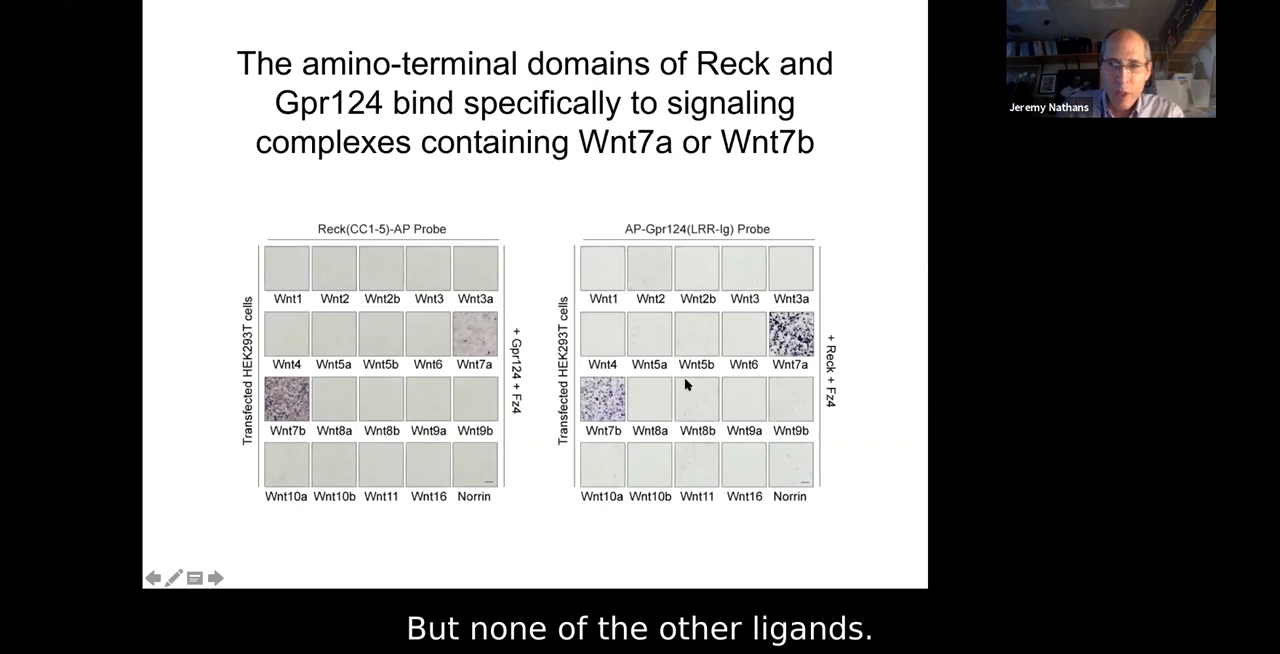 The amino-terminal domains of Reck and
Gpr124 bind specifically to signaling
complexes containing Wnt7a or Wnt7b
Jeremy Nathans
Reck(CC1-5)-AP Probe
Transfected HEK293T cells
Wnt1 Wnt2 Wnt2b Wnt3 Wnt3a
Wnt4 Wnt5a Wnt5b Wnt6 Wnt7a
Wnt7b Wnt8a Wnt8b Wnt9a Wnt9b
Wnt10a Wnt10b Wnt11 Wnt16 Norrin
+ Gpr124 + Fz4
AP-Gpr124(LRR-Ig) Probe
Transfected HEK293T cells
Wnt1 Wnt2 Wnt2b Wnt3 Wnt3a
Wnt4 Wnt5a Wnt5b Wnt6 Wnt7a
Wnt7b Wnt8a Wnt8b Wnt9a Wnt9b
Wnt10a Wnt10b Wnt11 Wnt16 Norrin
+ Reck + Fz4
But none of the other ligands.